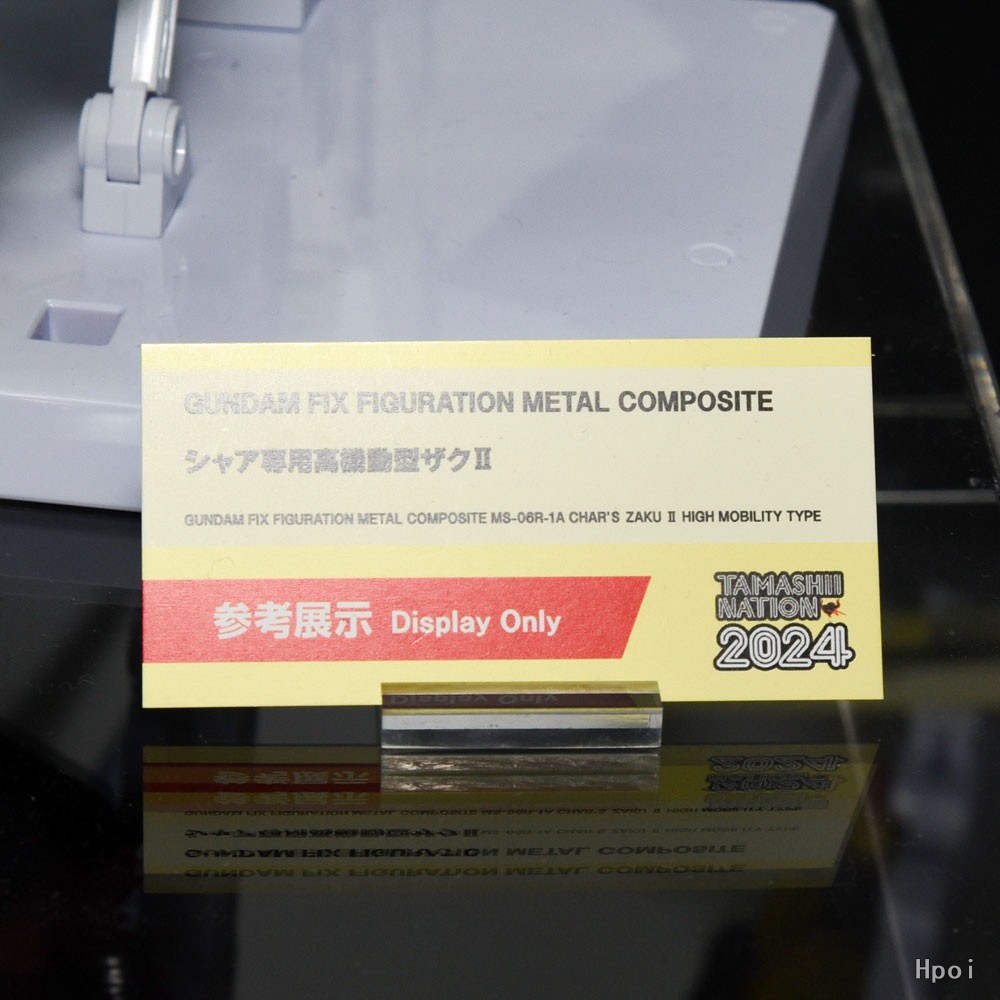 GUNDAM FIX FIGURATION METAL COMPOSITE
シャア専用高機動型ザクⅡ
GUNDAM FIX FIGURATION METAL COMPOSITE MS-06R-1A CHAR'S ZAKU Ⅱ HIGH MOBILITY TYPE
参考展示 Display Only
TAMASHII
NATION
2024
Hpoi